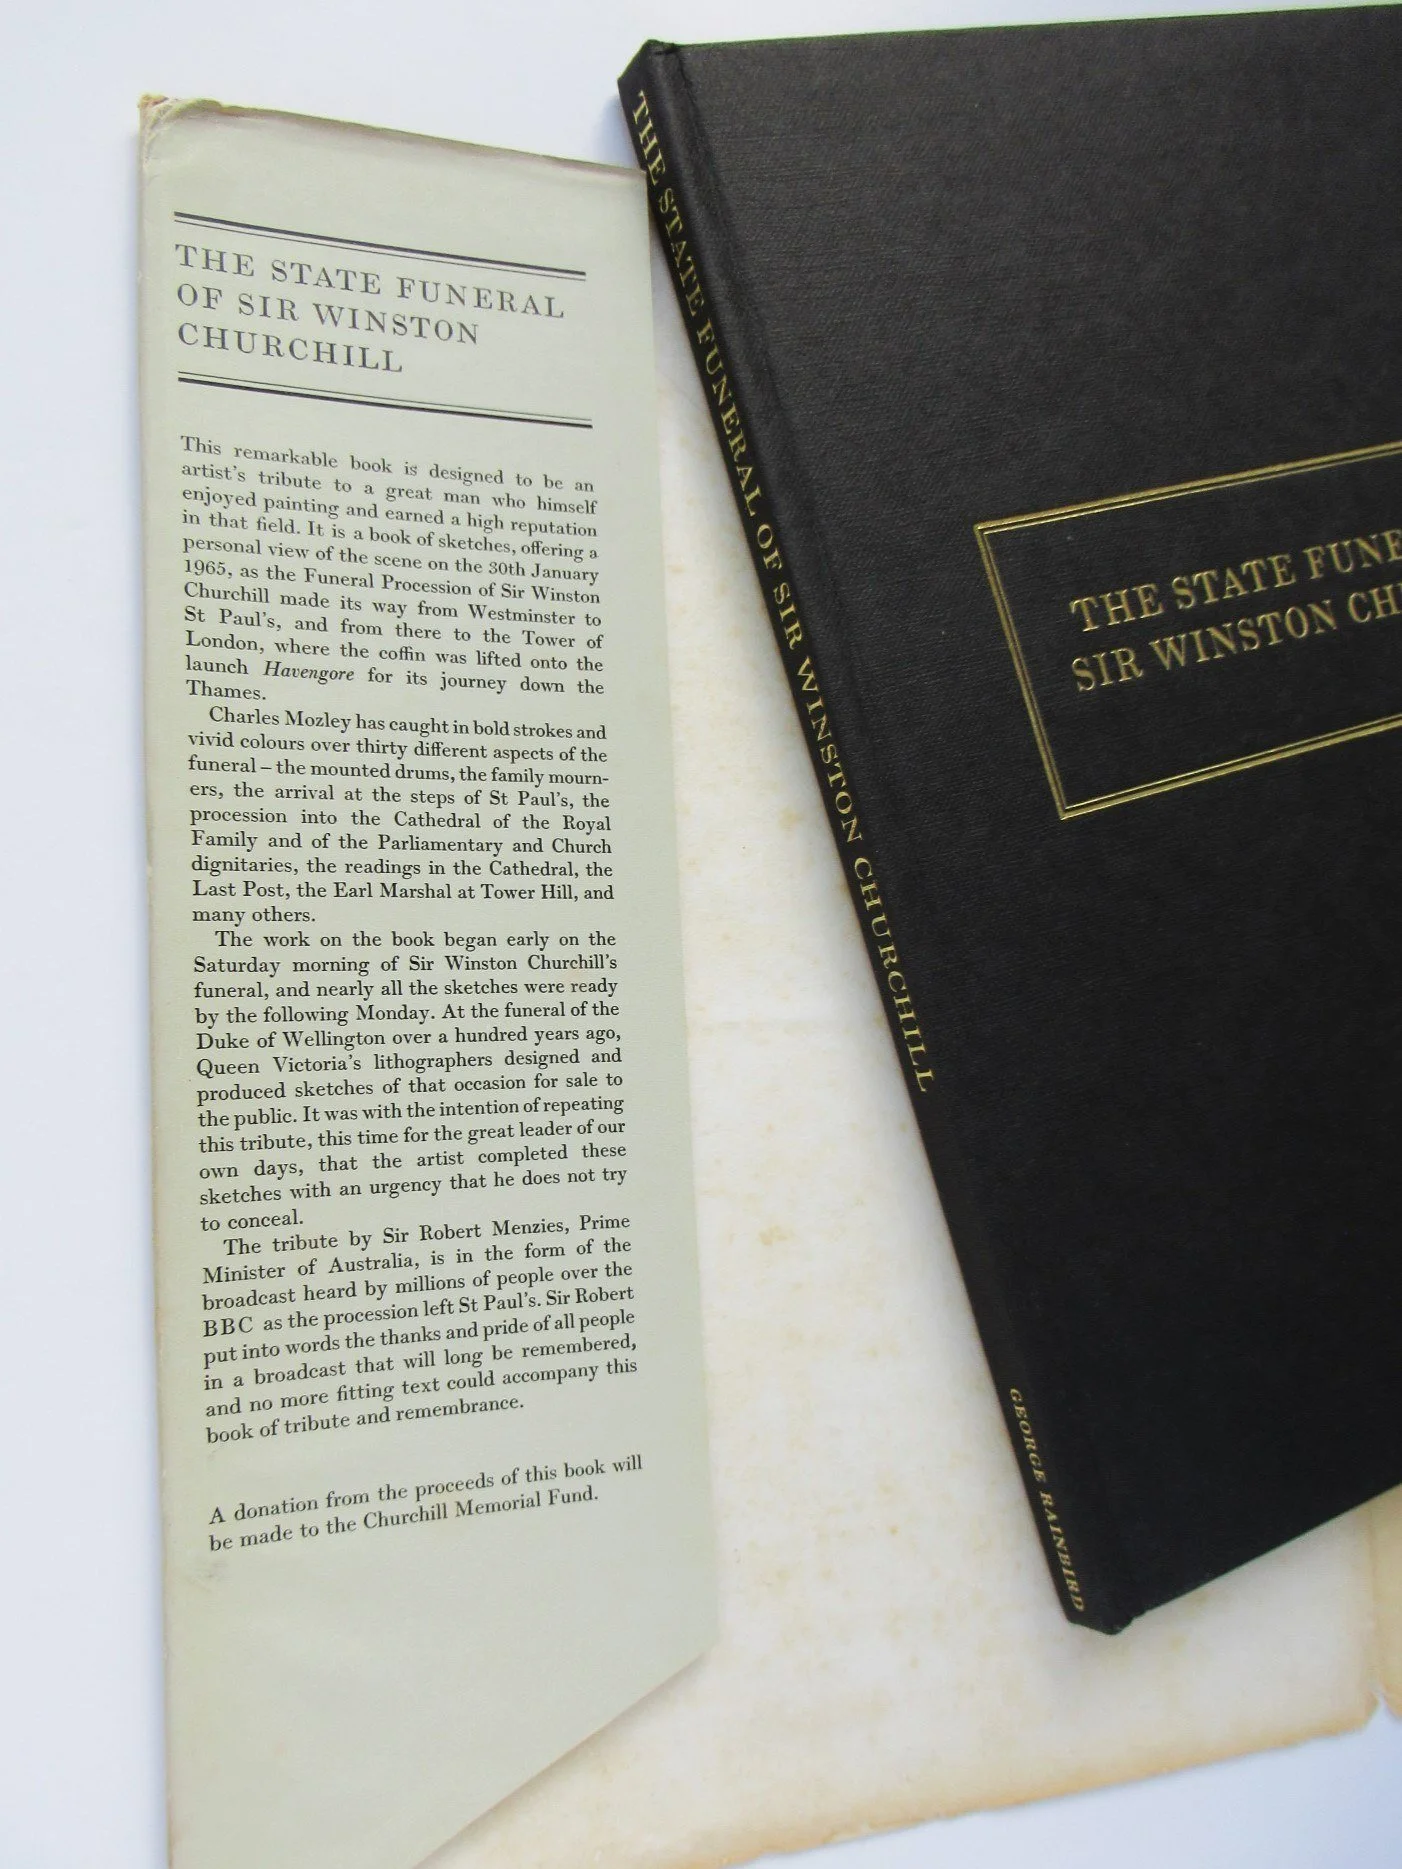 THE STATE FUNERAL
OF SIR WINSTON
CHURCHILL
This remarkable book is designed to be an
artist's tribute to a great man who himself
enjoyed painting and earned a high reputation
in that field. It is a book of sketches, offering a
personal view of the scene on the 30th January
1965, as the Funeral Procession of Sir Winston
Churchill made its way from Westminster to
St Paul's, and from there to the Tower of
London, where the coffin was lifted onto the
launch Havengore for its journey down the
Thames.
Charles Mozley has caught in bold strokes and
vivid colours over thirty different aspects of the
funeral – the mounted drums, the family mourn-
ers, the arrival at the steps of St Paul's, the
procession into the Cathedral of the Royal
Family and of the Parliamentary and Church
dignitaries, the readings in the Cathedral, the
Last Post, the Earl Marshal at Tower Hill, and
many others.
The work on the book began early on the
Saturday morning of Sir Winston Churchill's
funeral, and nearly all the sketches were ready
by the following Monday. At the funeral of the
Duke of Wellington over a hundred years ago,
Queen Victoria's lithographers designed and
produced sketches of that occasion for sale to
the public. It was with the intention of repeating
this tribute, this time for the great leader of our
own days, that the artist completed these
sketches with an urgency that he does not try
to conceal.
The tribute by Sir Robert Menzies, Prime
Minister of Australia, is in the form of the
broadcast heard by millions of people over the
BBC as the procession left St Paul's. Sir Robert
put into words the thanks and pride of all people
in a broadcast that will long be remembered,
and no more fitting text could accompany this
book of tribute and remembrance.
A donation from the proceeds of this book will
be made to the Churchill Memorial Fund.
THE STATE FUNERAL OF SIR WINSTON CHURCHILL
GEORGE RAINBIRD
THE STATE FUNE
SIR WINSTON CH